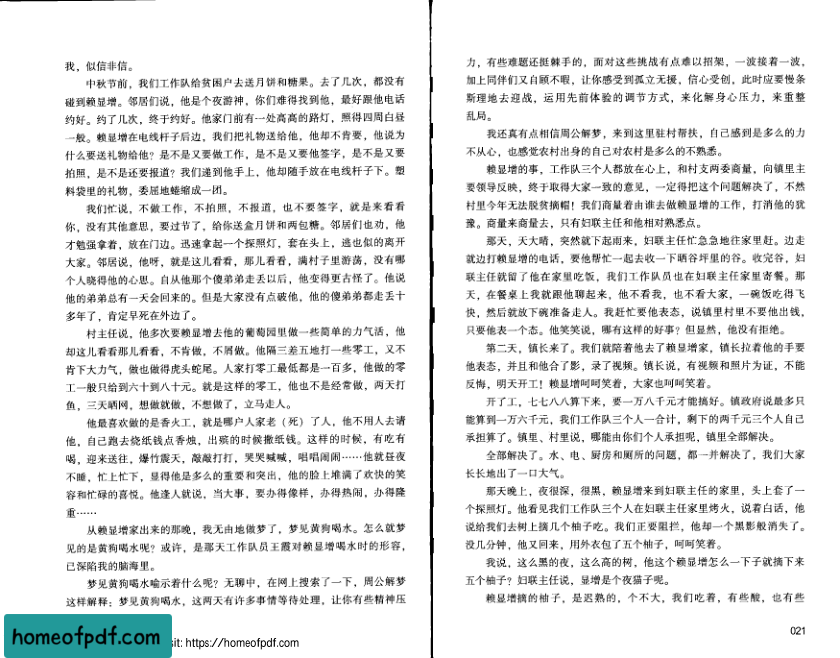 我，似信非信。
中秋节前，我们工作队给贫困户去送月饼和糖果。去了几次，都没有
碰到赖显增。邻居们说，他是个夜游神，你们难得找到他，最好跟他电话
约好。约了几次，终于约好。他家门前有一处高高的路灯，照得四周白昼
一般。赖显增在电线杆子后边，我们把礼物送给他，他却不肯要，他说为
什么要送礼物给他？是不是又要做工作，是不是又要他签字，是不是又要
拍照，是不是还要报道？我们递到他手上，他却随手放在电线杆子下。塑
料袋里的礼物，委屈地蜷缩成一团。
我们忙说，不做工作，不拍照，不报道，也不要签字，就是来看看
你，没有其他意思，要过节了，给你送盒月饼和两包糖。邻居们也劝，他
才勉强拿着，放在门边。迅速拿起一个探照灯，套在头上，逃也似的离开
大家。邻居说，他呀，就是这儿看看，那儿看看，满村子里游荡，没有哪
个人晓得他的心思。自从他那个傻弟弟走丢以后，他变得更古怪了。他说
他的弟弟总有一天会回来的。但是大家没有点破他，他的傻弟弟都走丢十
多年了，肯定早死在外边了。
村主任说，他多次要赖显增去他的葡萄园里做一些简单的力气活，他
却这儿看看那儿看看，不肯做，不屑做。他隔三差五地打一些零工，又不
肯下大力气，做也做得虎头蛇尾。人家打零工最低都是一百多，他做的零
工一般只给到六十到八十元。就是这样的零工，他也不是经常做，两天打
鱼，三天晒网，想做就做，不想做了，立马走人。
他最喜欢做的是香火工，就是哪户人家老（死）了人，他不用人去请
他，自己跑去烧纸钱点香烛，出殡的时候撒纸钱。这样的时候，有吃有
喝，迎来送往，爆竹震天，敲敲打打，哭哭喊喊，唱唱闹闹……他就昼夜
不睡，忙上忙下，显得他是多么的重要和突出，他的脸上堆满了欢快的笑
容和忙碌的喜悦。他逢人就说，当大事，要办得像样，办得热闹，办得隆
重……
从赖显增家出来的那晚，我无由地做梦了，梦见黄狗喝水。怎么就梦
见的是黄狗喝水呢？或许，是那天工作队员王霞对赖显增喝水时的形容，
已深陷我的脑海里。
梦见黄狗喝水喻示着什么呢？无聊中，在网上搜索了一下，周公解梦
这样解释：梦见黄狗喝水，这两天有许多事情等待处理，让你有些精神压
力，有些难题还挺棘手的，面对这些挑战有点难以招架，一波接着一波，
加上同伴们又自顾不暇，让你感受到孤立无援，信心受创，此时应要慢条
斯理地去迎战，运用先前体验的调节方式，来化解身心压力，来重整
乱局。
我还真有点相信周公解梦，来到这里驻村帮扶，自己感到是多么的力
不从心，也感觉农村出身的自己对农村是多么的不熟悉。
赖显增的事，工作队三个人都放在心上，和村支两委商量，向镇里主
要领导反映，终于取得大家一致的意见，一定得把这个问题解决了，不然
村里今年无法脱贫摘帽！我们商量着由谁去做赖显增的工作，打消他的犹
豫。商量来商量去，只有妇联主任和他相对熟悉点。
那天，天大晴，突然就下起雨来，妇联主任忙急急地往家里赶。边走
就边打赖显增的电话，要他帮忙一起去收一下晒谷坪里的谷。收完谷，妇
联主任就留了他在家里吃饭，我们工作队员也在妇联主任家里寄餐。那
天，在餐桌上我就跟他聊起来，他不看我，也不看大家，一碗饭吃得飞
快，然后就放下碗准备走人。我赶忙要他表态，说镇里村里不要他出钱，
只要他表一个态。他笑笑说，哪有这样的好事？但显然，他没有拒绝。
第二天，镇长来了。我们就陪着他去了赖显增家，镇长拉着他的手要
他表态，并且和他合了影，录了视频。镇长说，有视频和照片为证，不能
反悔，明天开工！赖显增呵呵笑着，大家也呵呵笑着。
开了工，七七八八算下来，要一万八千元才能搞好。镇政府说最多只
能算到一万六千元，我们工作队三个人一合计，剩下的两千元三个人自己
承担算了。镇里、村里说，哪能由你们个人承担呢，镇里全部解决。
全部解决了。水、电、厨房和厕所的问题，都一并解决了，我们大家
长长地出了一口大气。
那天晚上，夜很深，很黑，赖显增来到妇联主任的家里，头上套了一
个探照灯。他看见我们工作队三个人在妇联主任家里烤火，说着白话，他
说给我们去树上摘几个柚子吃。我们正要阻拦，他却一个黑影般消失了。
没几分钟，他又回来，用外衣包了五个柚子，呵呵笑着。
我说，这么黑的夜，这么高的树，他这个赖显增怎么一下子就摘下来
五个柚子？妇联主任说，显增是个夜猫子呢。
赖显增摘的柚子，是迟熟的，个不大，我们吃着，有些酸，也有些
021
homeofpdf.com
sit: https://homeofpdf.com